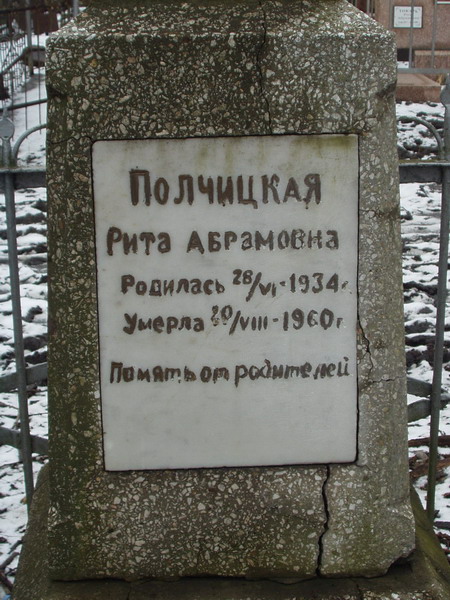 ПОЛЧИЦКАЯ
Рита АБРАМОВНА
Родилась 28/VI-1934г.
Умерла 20/VIII-1960г
Память от родителей